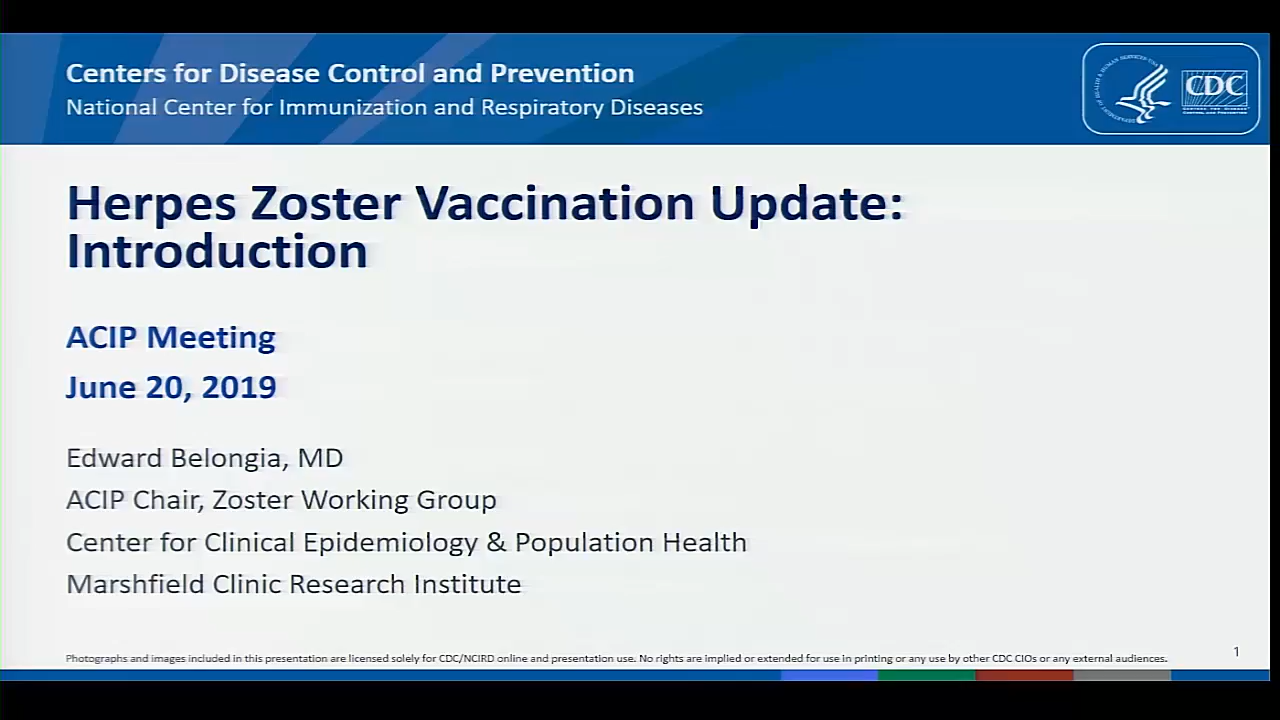 Centers for Disease Control and Prevention
National Center for Immunization and Respiratory Diseases
CDC
Herpes Zoster Vaccination Update:
Introduction
ACIP Meeting
June 20, 2019
Edward Belongia, MD
ACIP Chair, Zoster Working Group
Center for Clinical Epidemiology & Population Health
Marshfield Clinic Research Institute
Photographs and images included in this presentation are licensed solely for CDC/NCIRD online and presentation use. No rights are implied or extended for use in printing or any use by other CDC CIOs or any external audiences.
1